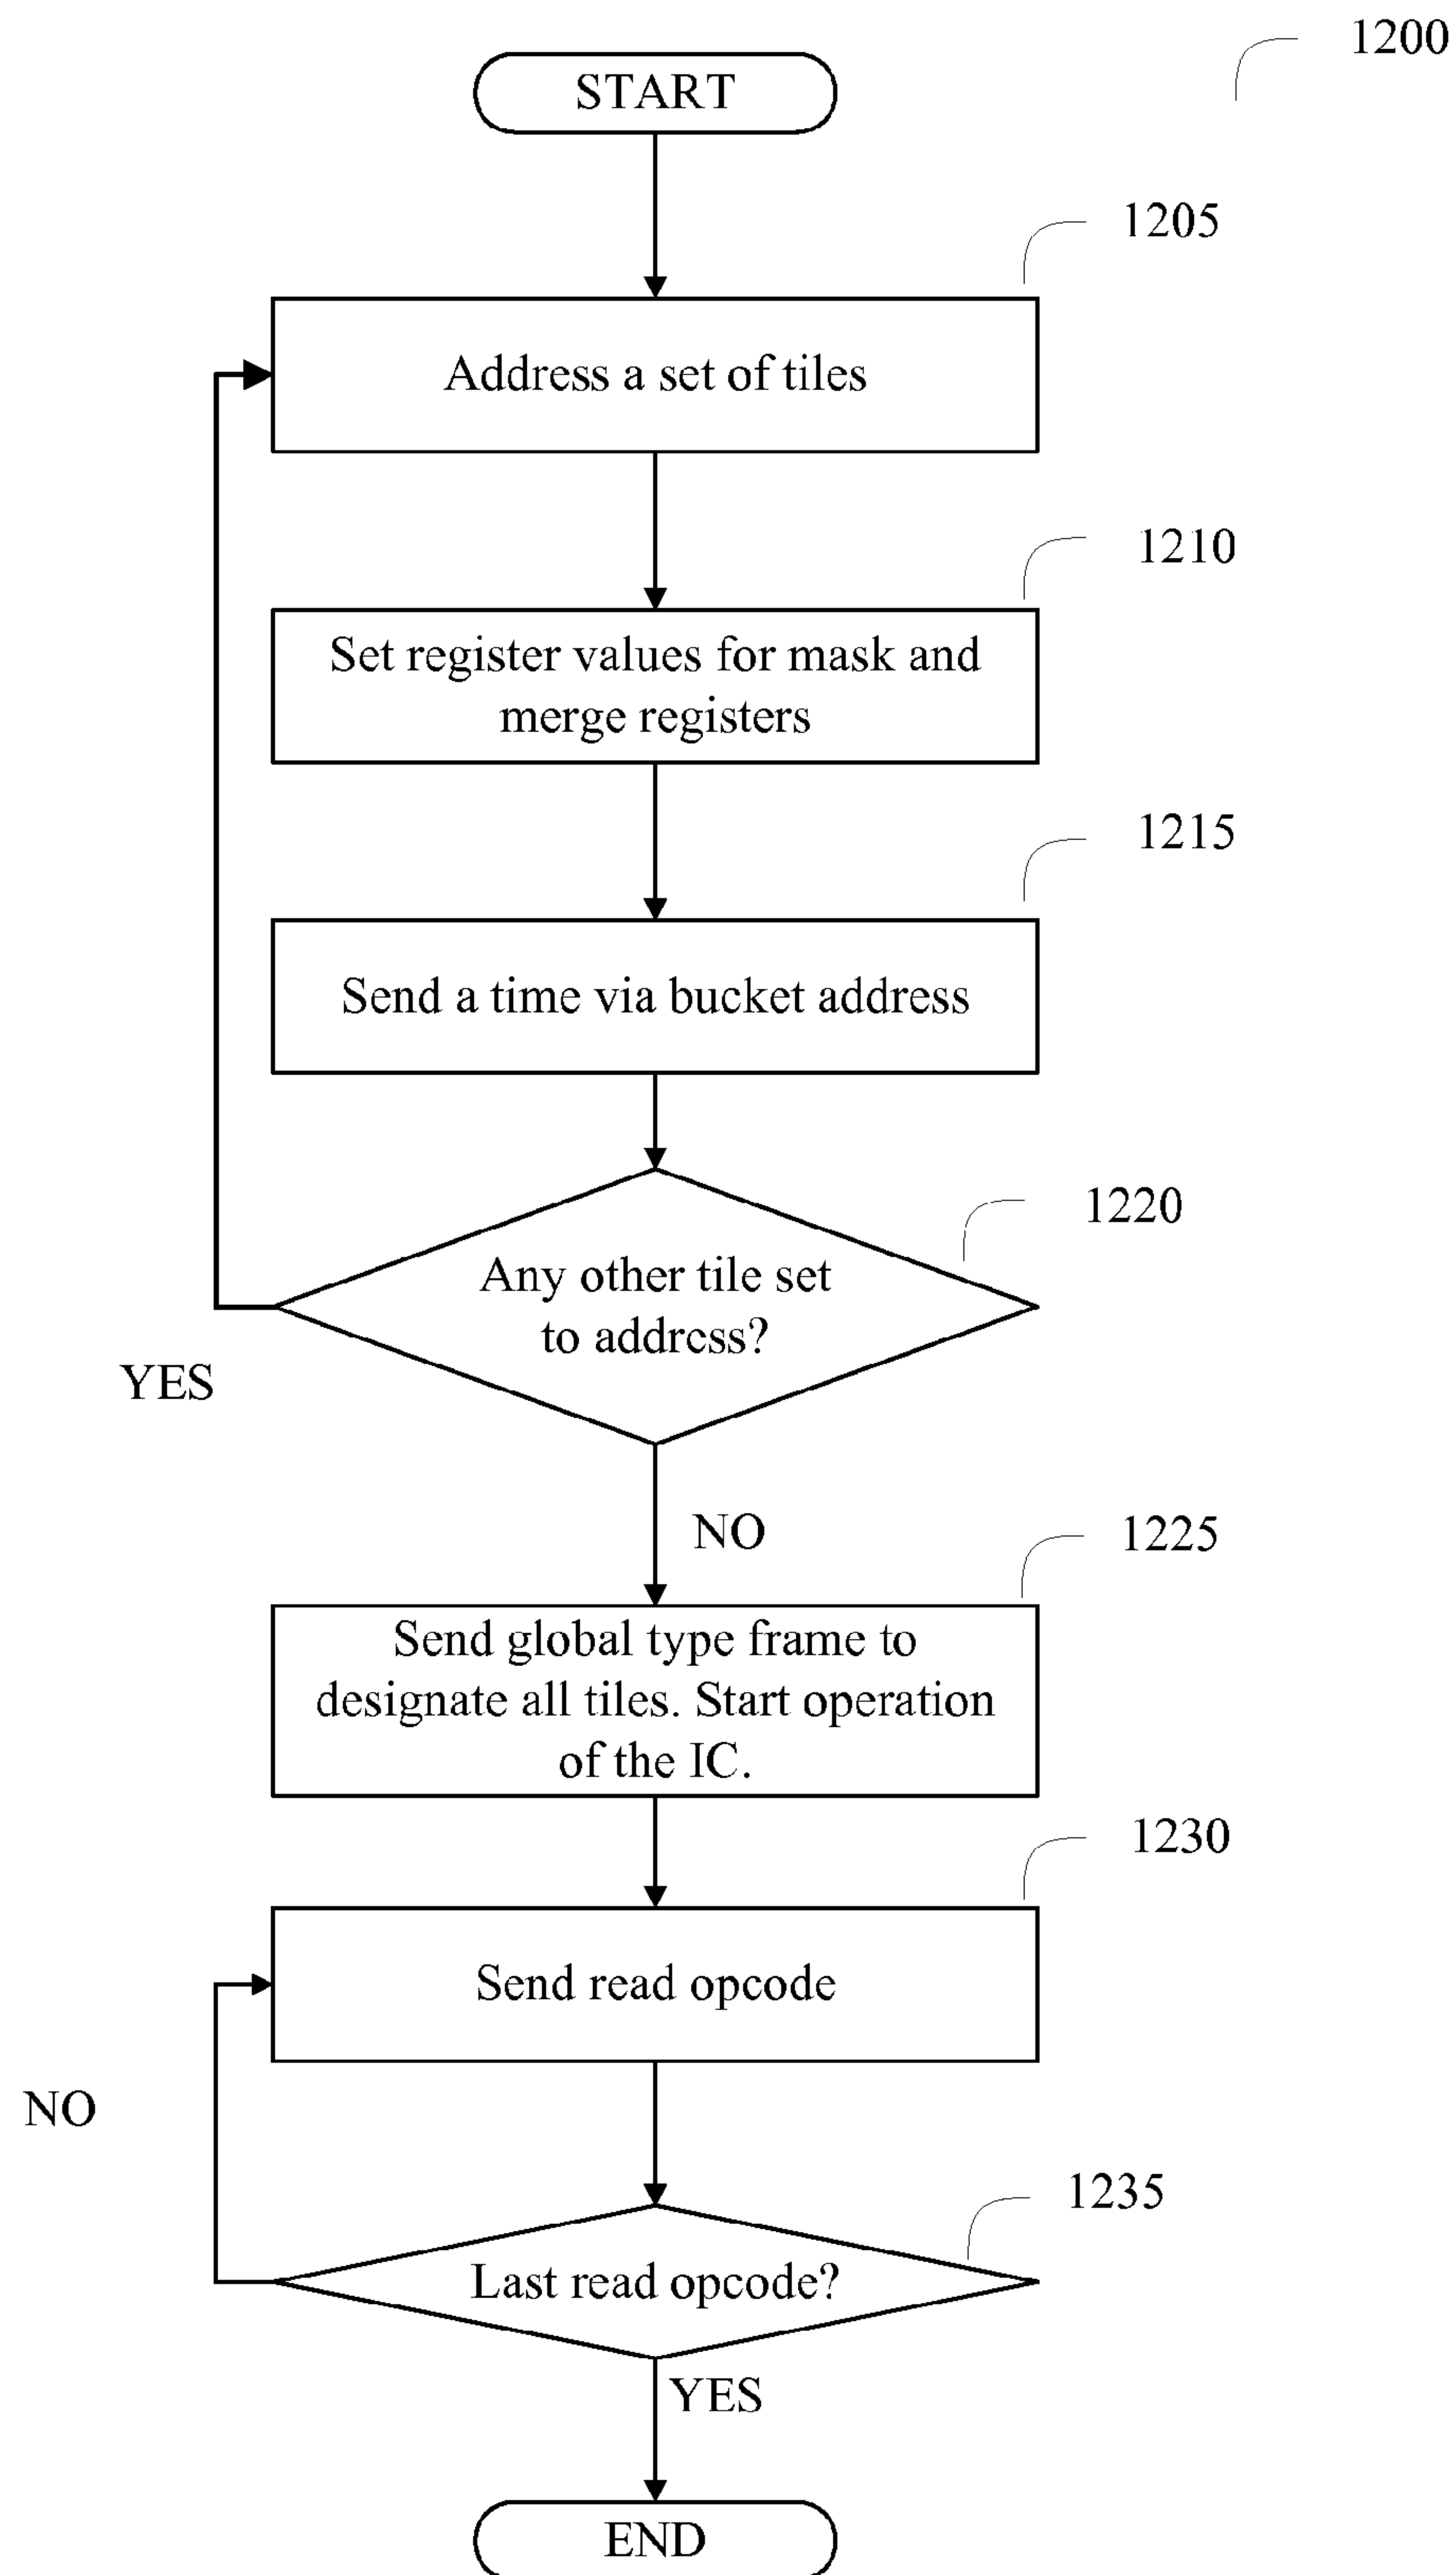 1200
START
1205
Address a set of tiles
1210
Set register values for mask and
merge registers
1215
Send a time via bucket address
1220
Any other tile set
to address?
YES
NO
1225
Send global type frame to
designate all tiles. Start operation
of the IC.
1230
Send read opcode
NO
1235
Last read opcode?
YES
END